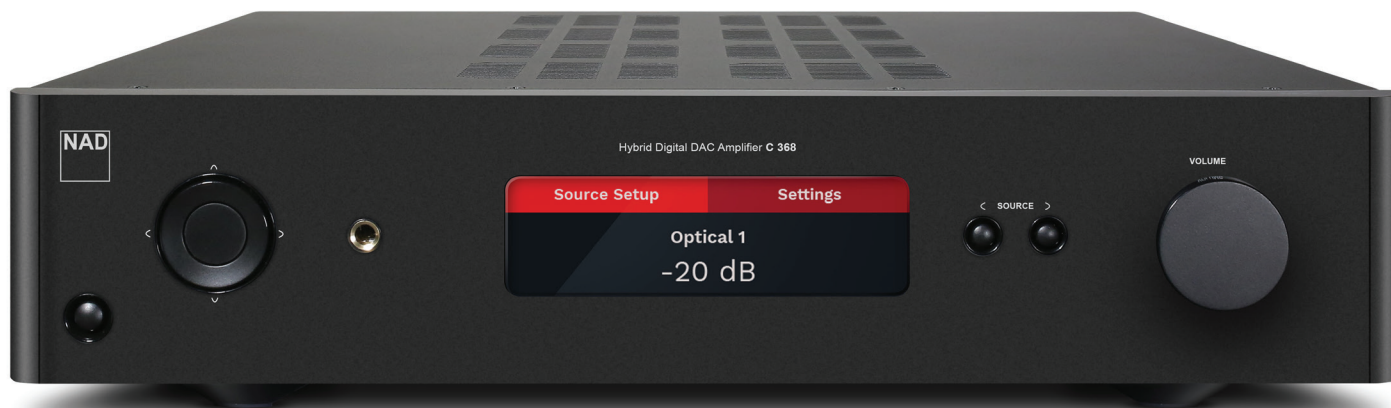 NAD
Hybrid Digital DAC Amplifier C 368
VOLUME
Source Setup
Settings
< SOURCE >
Optical 1
-20 dB